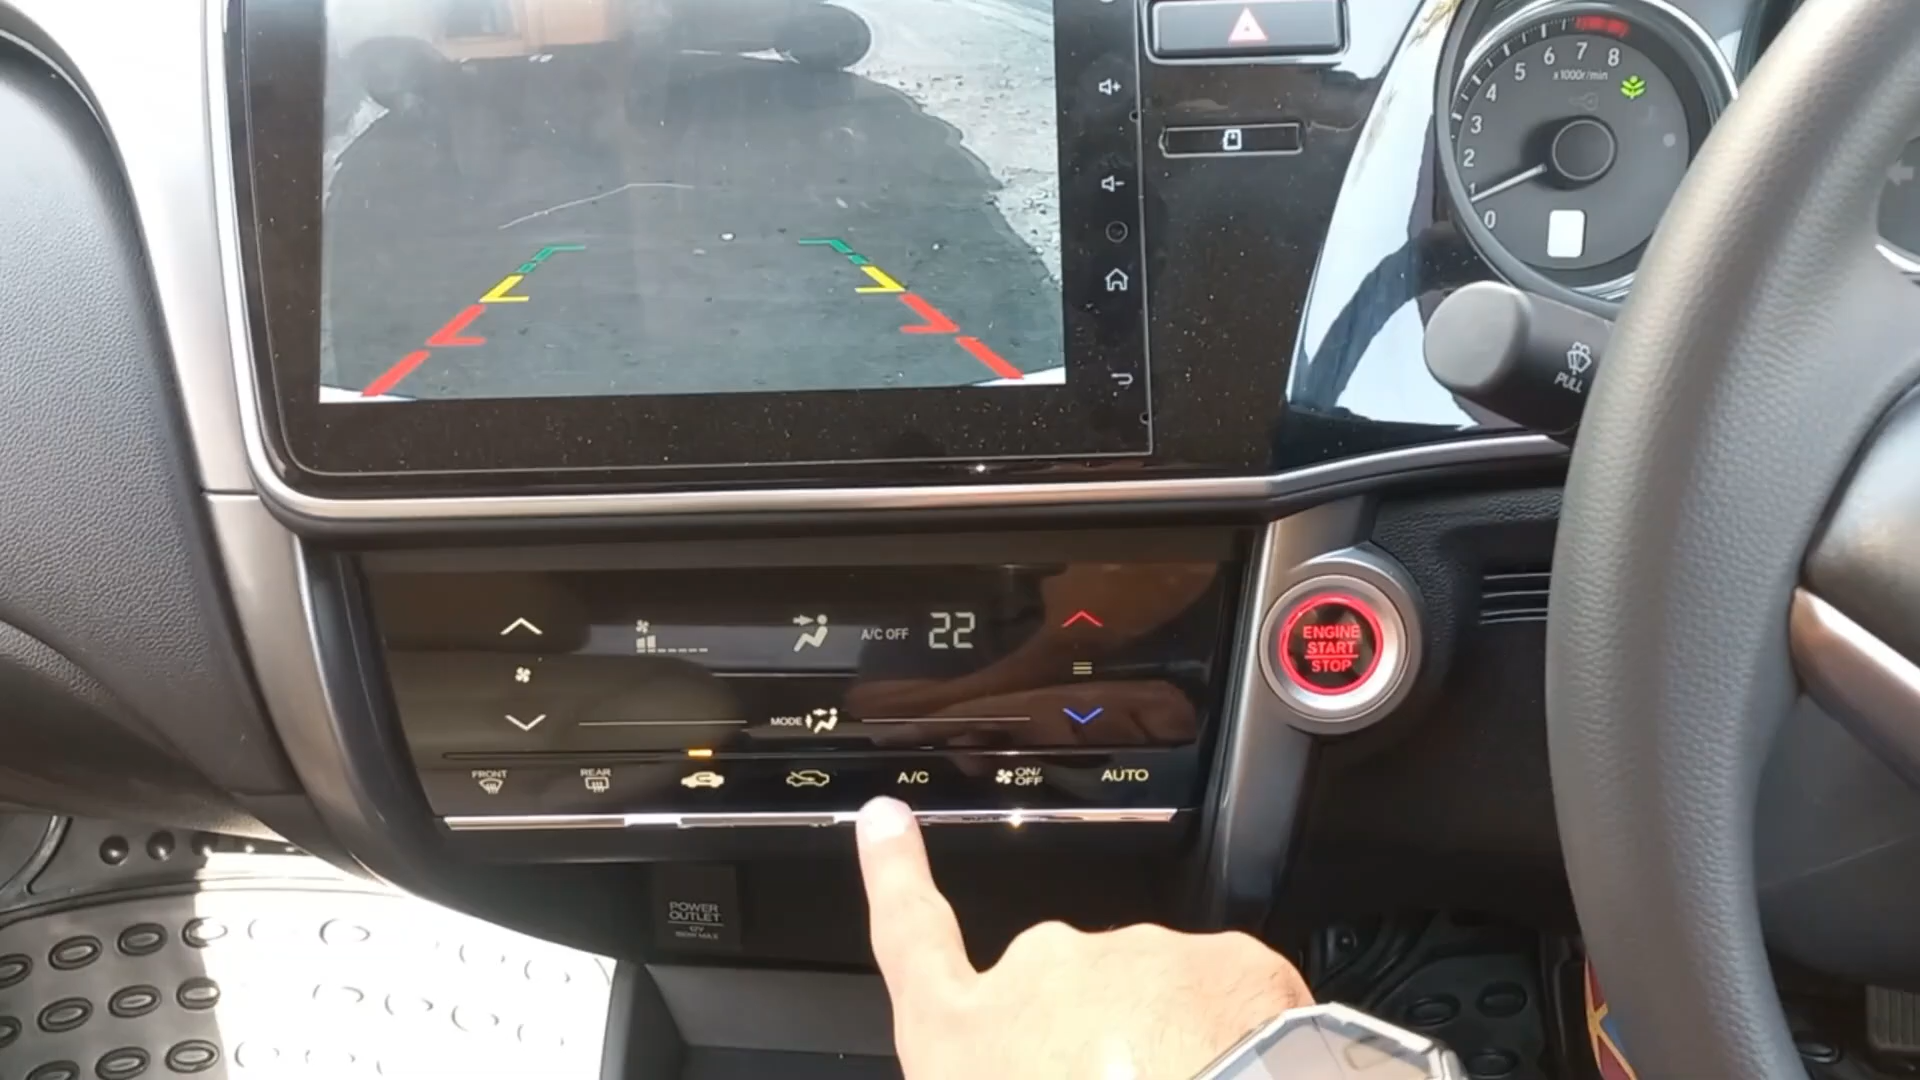 5 6 7 8
x1000r/min
4
3
2
1
0
PULL
A/C OFF 22
ENGINE
START
STOP
MODE
FRONT
REAR
A/C
ON/
OFF
AUTO
POWER
OUTLET
12V